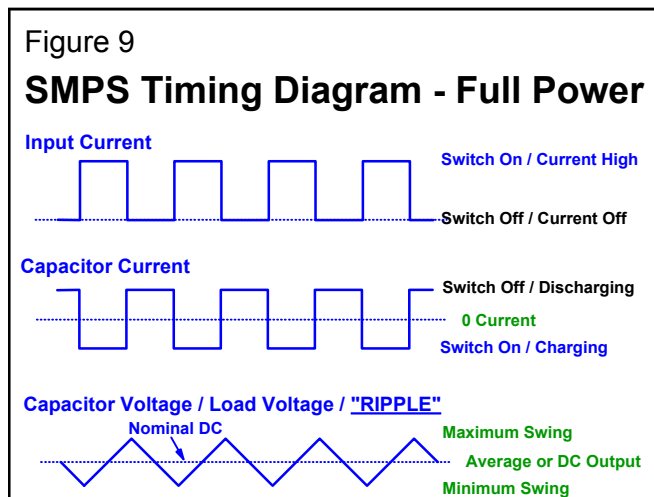 Figure 9
SMPS Timing Diagram - Full Power
Input Current
Switch On / Current High
Switch Off / Current Off
Capacitor Current
Switch Off / Discharging
0 Current
Switch On / Charging
Capacitor Voltage / Load Voltage / "RIPPLE"
Nominal DC
Maximum Swing
Average or DC Output
Minimum Swing